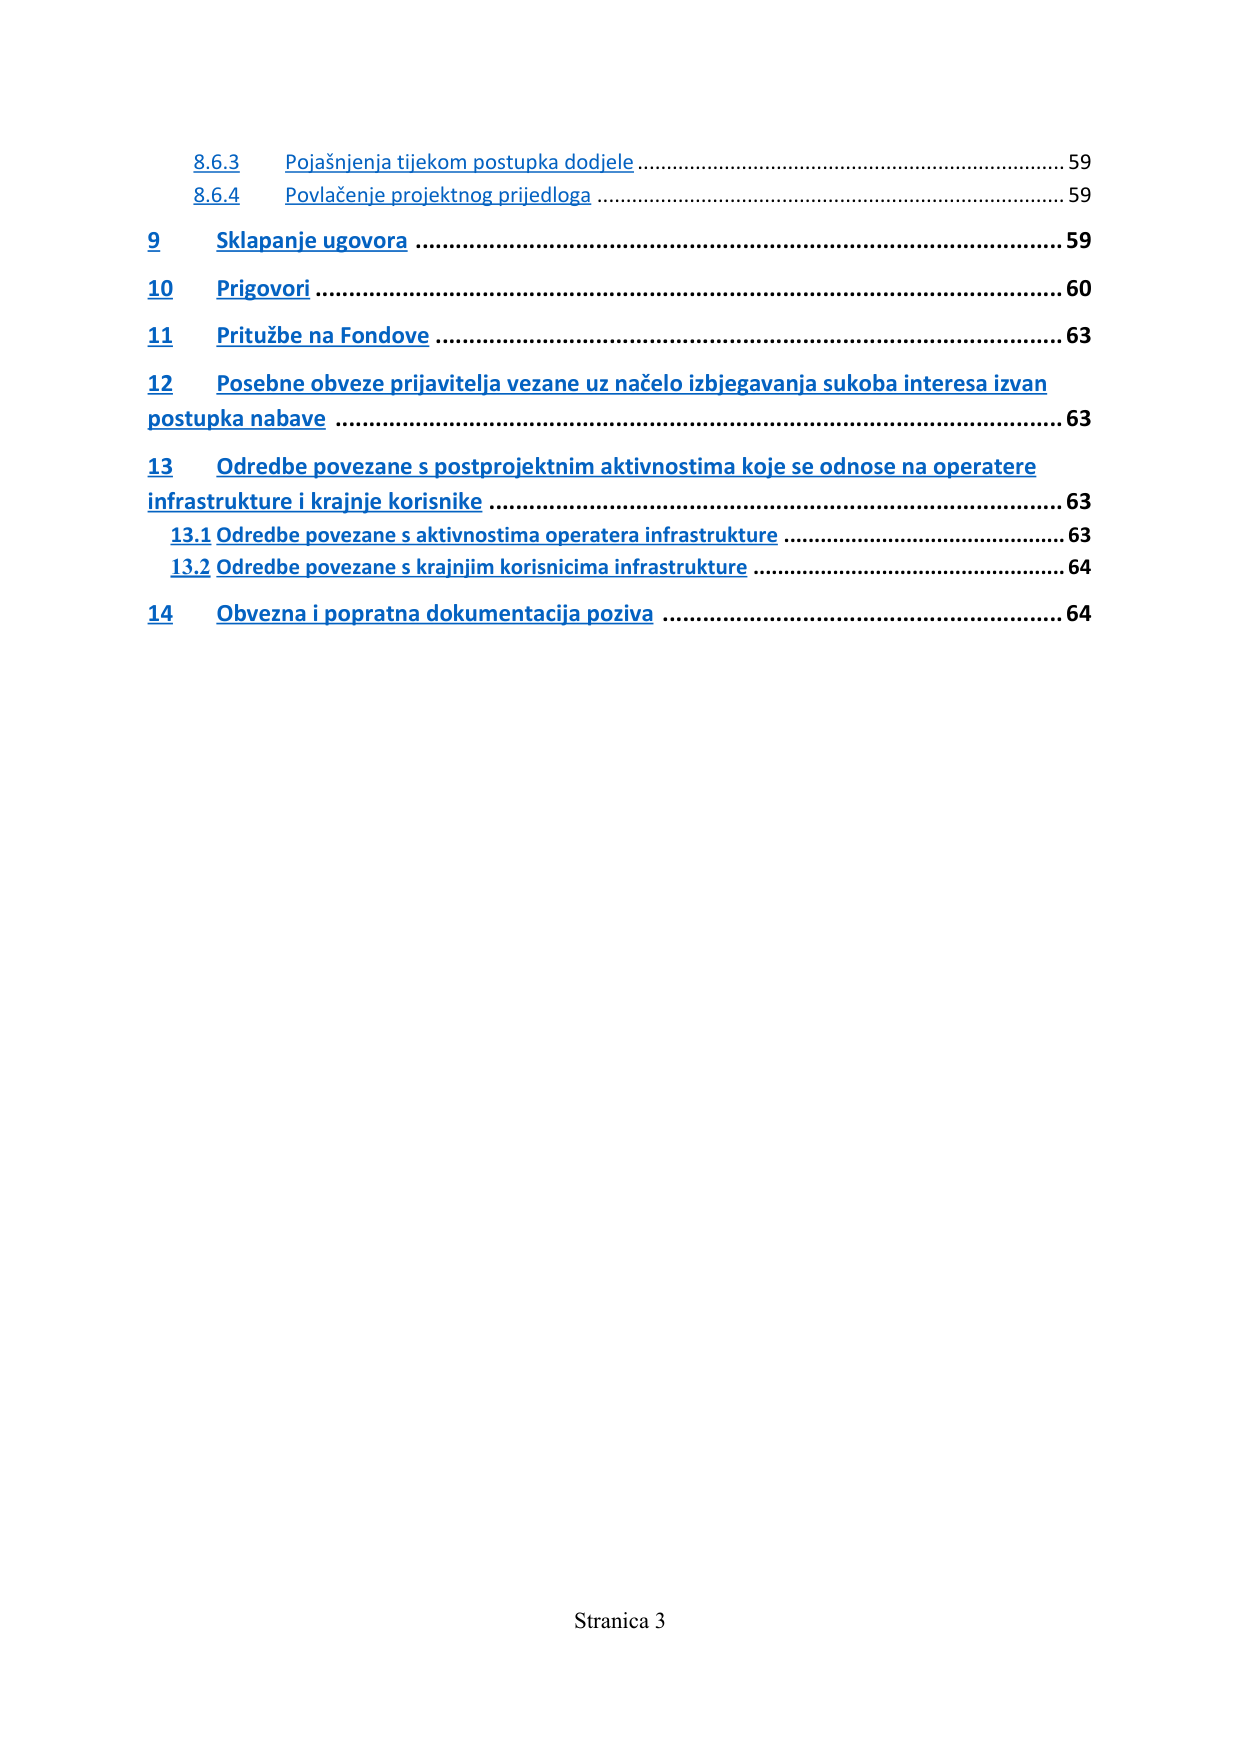 8.6.3 Pojašnjenja tijekom postupka dodjele ........................................................................... 59
8.6.4 Povlačenje projektnog prijedloga .................................................................................. 59
9 Sklapanje ugovora ................................................................................................. 59
10 Prigovori ................................................................................................................ 60
11 Pritužbe na Fondove .............................................................................................. 63
12 Posebne obveze prijavitelja vezane uz načelo izbjegavanja sukoba interesa izvan
postupka nabave ............................................................................................................. 63
13 Odredbe povezane s postprojektnim aktivnostima koje se odnose na operatere
infrastrukture i krajnje korisnike ...................................................................................... 63
13.1 Odredbe povezane s aktivnostima operatera infrastrukture ............................................... 63
13.2 Odredbe povezane s krajnjim korisnicima infrastrukture .................................................... 64
14 Obvezna i popratna dokumentacija poziva ............................................................ 64
Stranica 3